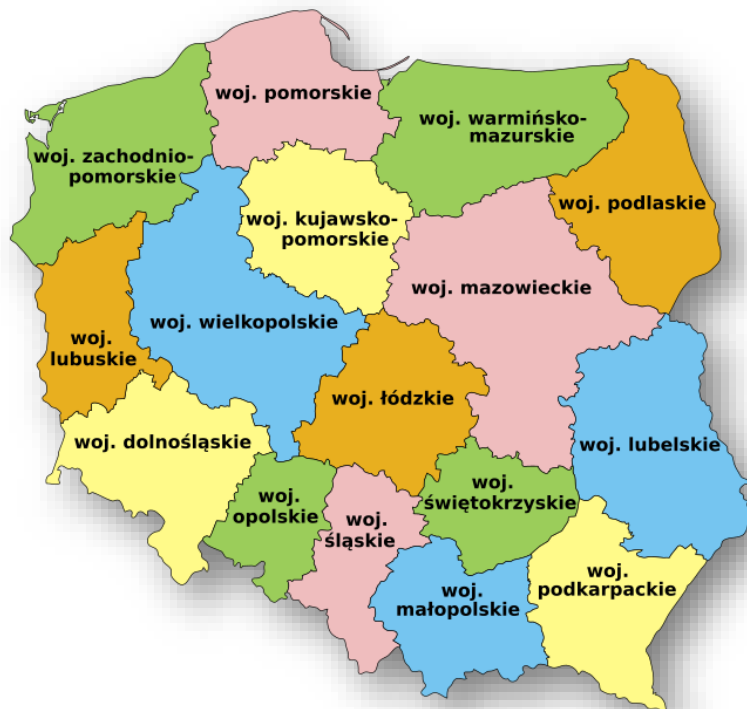 woj. pomorskie
woj. warmińsko-
mazurskie
woj. zachodnio-
pomorskie
woj. podlaskie
woj. kujawsko-
pomorskie
woj. mazowieckie
woj. wielkopolskie
woj.
lubuskie
woj. łódzkie
woj. dolnośląskie
woj. lubelskie
woj.
opolskie
woj.
śląskie
woj.
świętokrzyskie
woj.
małopolskie
woj.
podkarpackie